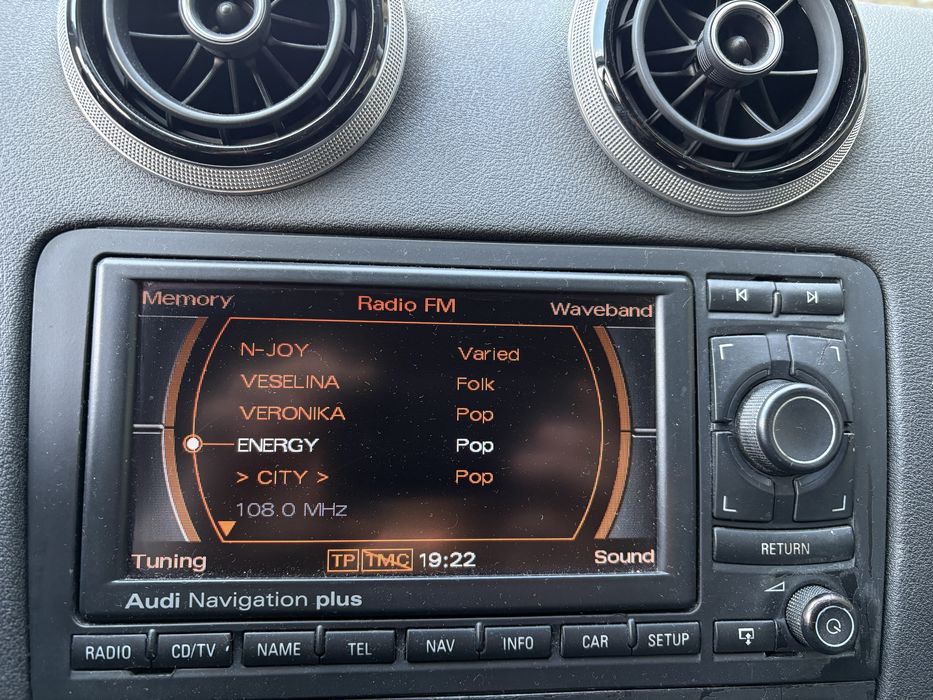 Memory Radio FM Waveband
N-JOY Varied
VESELINA Folk
VERONIKA Pop
ENERGY Pop
> CITY > Pop
108.0 MHz
Tuning TP TMC 19:22 Sound
Audi Navigation plus
RETURN
RADIO CD/TV NAME TEL NAV INFO CAR SETUP